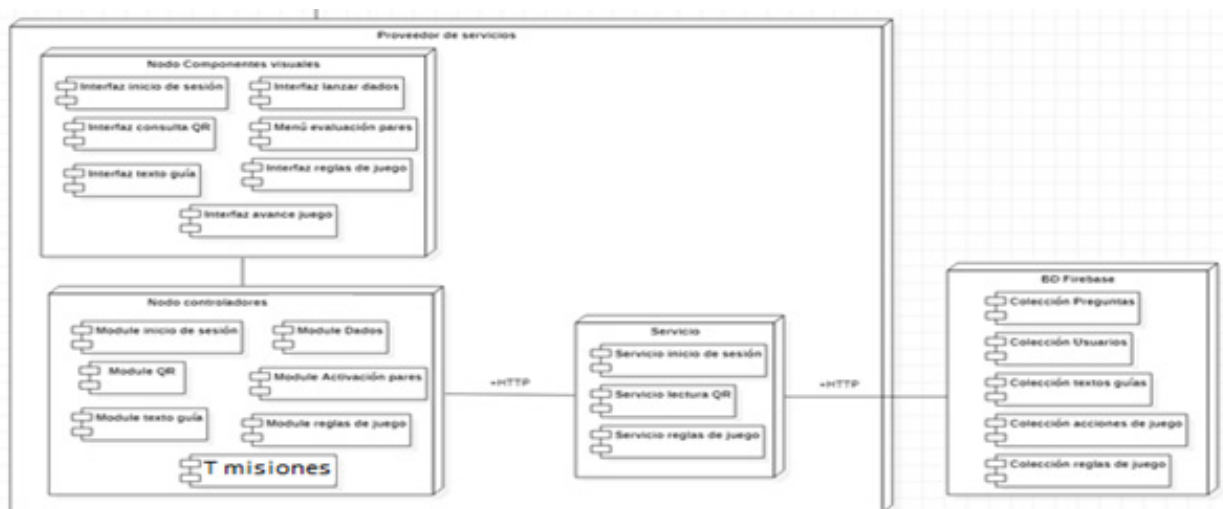 Proveedor de servicios
Nodo Componentes visuales
Interfaz inicio de sesión
Interfaz lanzar dados
Interfaz consulta QR
Menú evaluación pares
Interfaz texto guía
Interfaz reglas de juego
Interfaz avance juego
Nodo controladores
Module inicio de sesión
Module Dados
Module QR
Module Activación pares
Module texto guía
Module reglas de juego
T misiones
+HTTP
Servicio
Servicio inicio de sesión
Servicio lectura QR
Servicio reglas de juego
+HTTP
BD Firebase
Colección Preguntas
Colección Usuarios
Colección textos guías
Colección acciones de juego
Colección reglas de juego